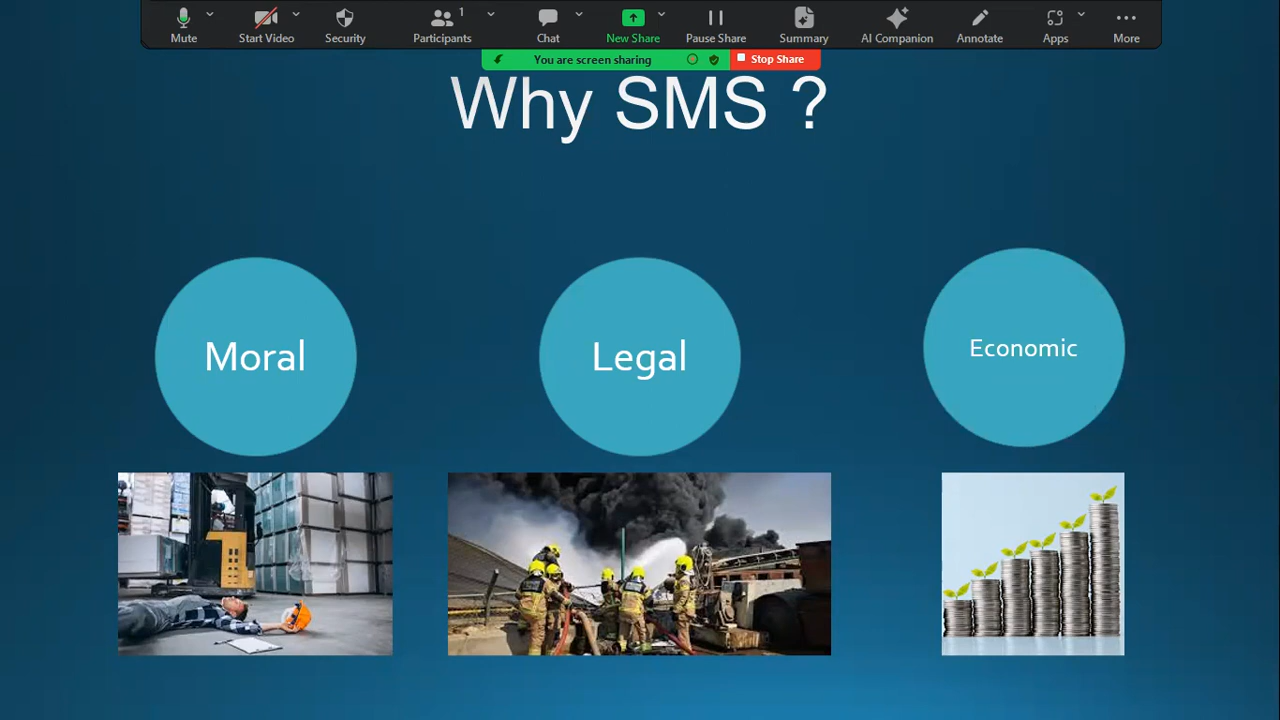 Mute
Start Video
Security
Participants
1
Chat
New Share
Pause Share
Summary
AI Companion
Annotate
Apps
More
You are screen sharing
Stop Share
Why SMS ?
Moral
Legal
Economic